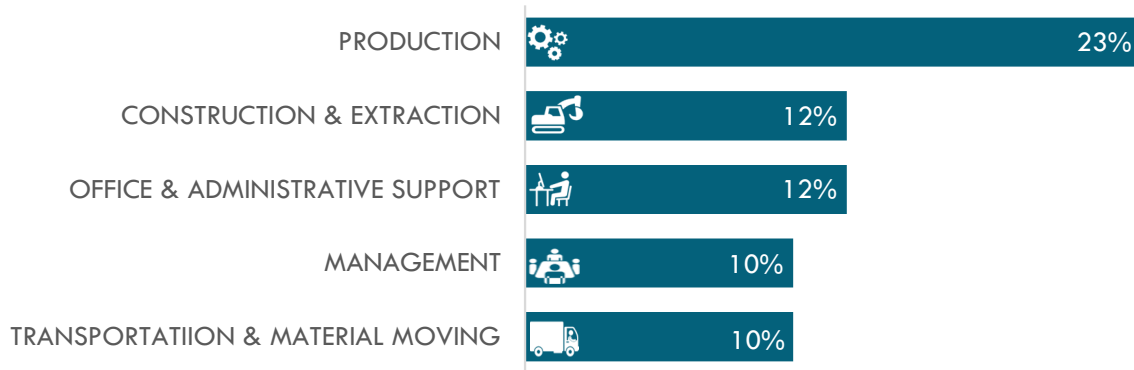 PRODUCTION 23%
CONSTRUCTION & EXTRACTION 12%
OFFICE & ADMINISTRATIVE SUPPORT 12%
MANAGEMENT 10%
TRANSPORTATIION & MATERIAL MOVING 10%